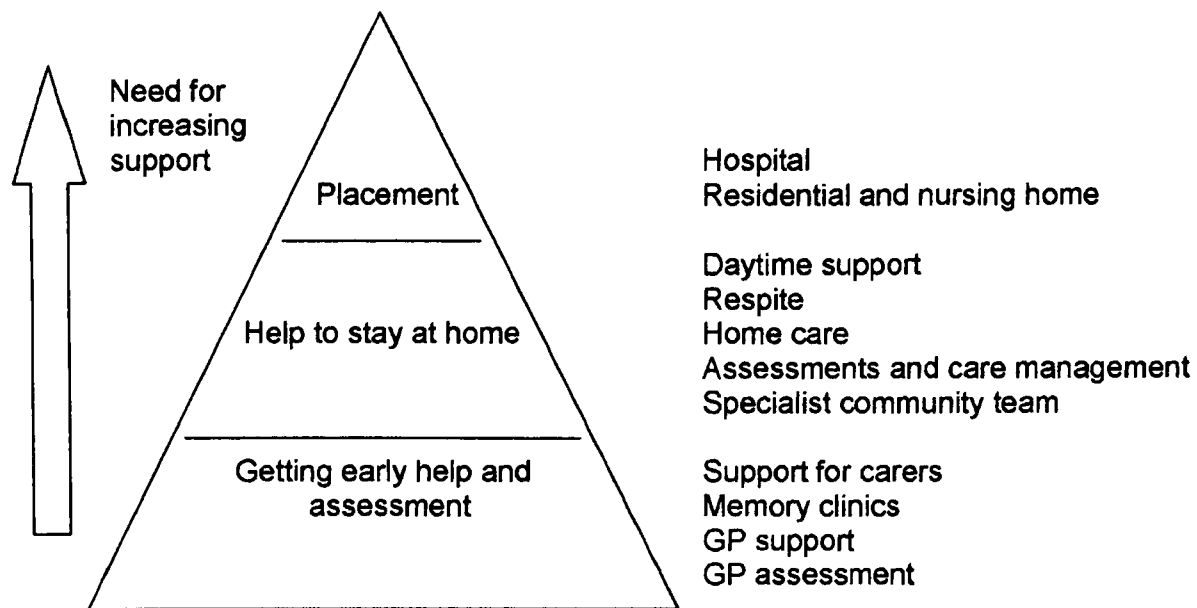 Need for
increasing
support
Placement
Hospital
Residential and nursing home
Help to stay at home
Daytime support
Respite
Home care
Assessments and care management
Specialist community team
Getting early help and
assessment
Support for carers
Memory clinics
GP support
GP assessment